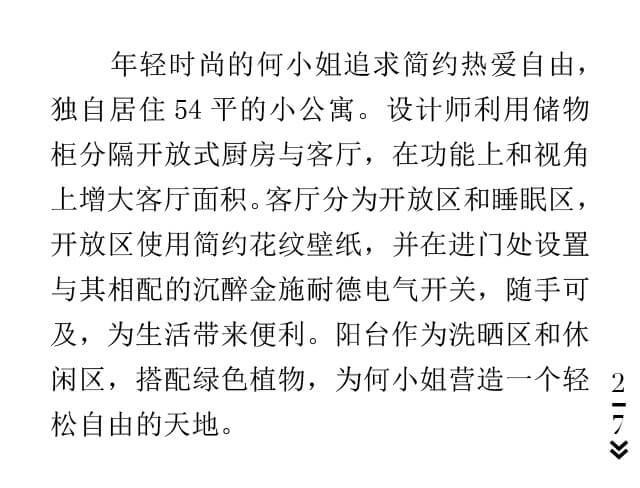 年轻时尚的何小姐追求简约热爱自由，
独自居住 54 平的小公寓。设计师利用储物
柜分隔开放式厨房与客厅，在功能上和视角
上增大客厅面积。客厅分为开放区和睡眠区，
开放区使用简约花纹壁纸，并在进门处设置
与其相配的沉醉金施耐德电气开关，随手可
及，为生活带来便利。阳台作为洗晒区和休
闲区，搭配绿色植物，为何小姐营造一个轻
松自由的天地。
2
7